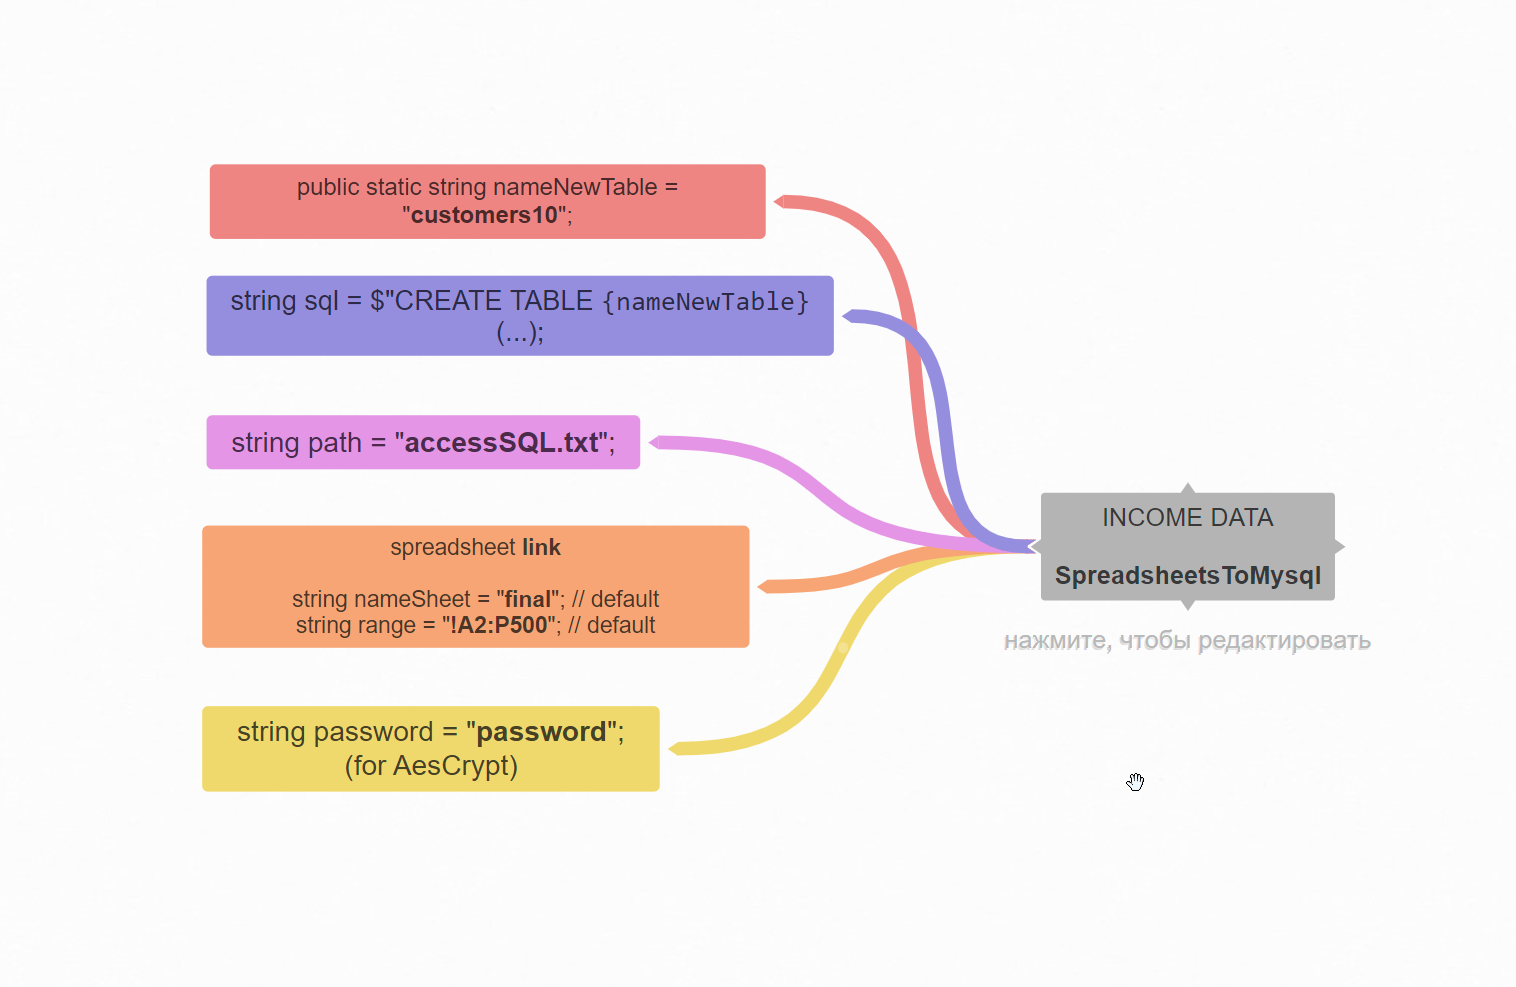 public static string nameNewTable =
"customers10";
string sql = $"CREATE TABLE {nameNewTable}
(...);
string path = "accessSQL.txt";
spreadsheet link
string nameSheet = "final"; // default
string range = "!A2:P500"; // default
string password = "password";
(for AesCrypt)
INCOME DATA
SpreadsheetsToMysql
нажмите, чтобы редактировать